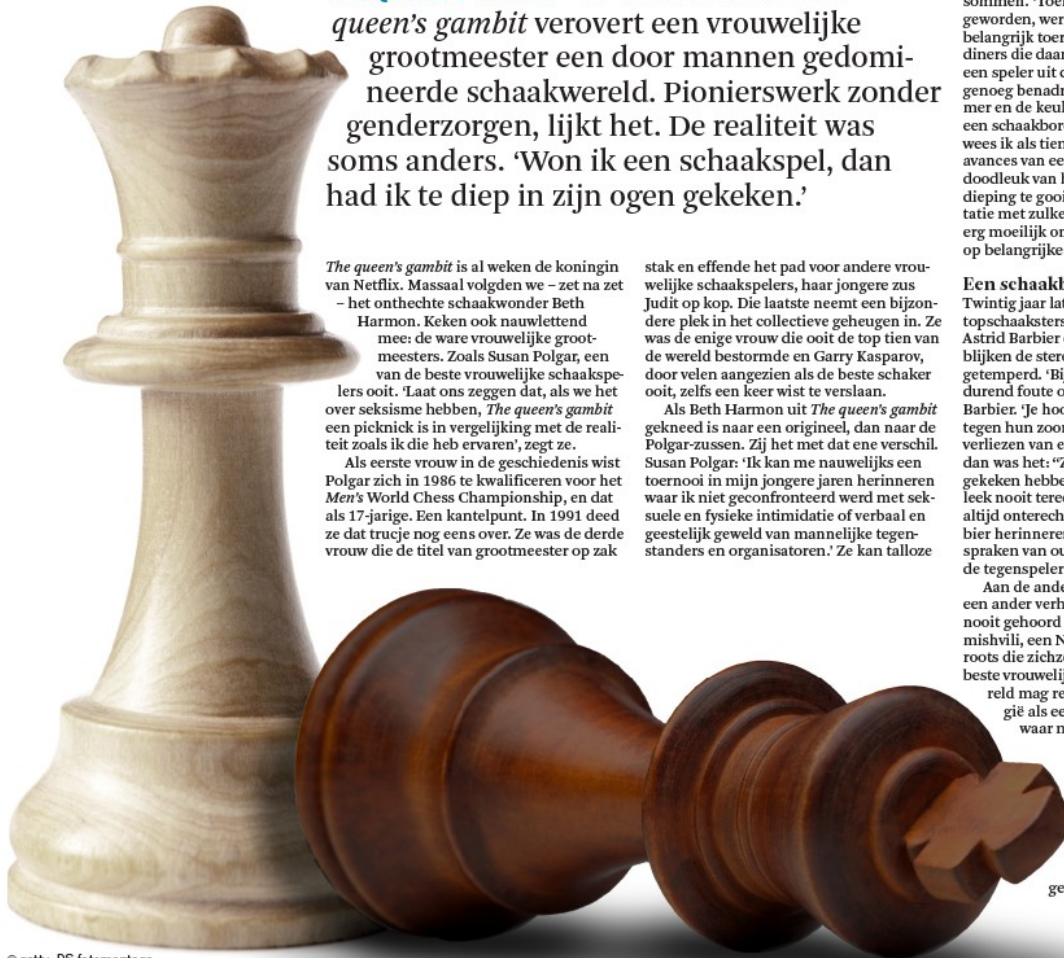 queen's gambit verovert een vrouwelijke
grootmeester een door mannen gedomi-
neerde schaakwereld. Pionierswerk zonder
genderzorgen, lijkt het. De realiteit was
soms anders. ‘Won ik een schaakspel, dan
had ik te diep in zijn ogen gekeken.’
The queen's gambit is al weken de koningin
van Netflix. Massaal volgden we – zet na zet
– het onthechte schaakwonder Beth
Harmon. Keken ook nauwlettend
mee: de ware vrouwelijke groot-
meesters. Zoals Susan Polgar, een
van de beste vrouwelijke schaakspe-
lers ooit. ‘Laat ons zeggen dat, als we het
over seksisme hebben, The queen's gambit
een picknick is in vergelijking met de reali-
teit zoals ik die heb ervaren’, zegt ze.
Als eerste vrouw in de geschiedenis wist
Polgar zich in 1986 te kwalificeren voor het
Men's World Chess Championship, en dat
als 17-jarige. Een kantelpunt. In 1991 deed
ze dat trucje nog eens over. Ze was de derde
vrouw die de titel van grootmeester op zak
stak en effende het pad voor andere vrou-
welijke schaakspelers, haar jongere zus
Judit op kop. Die laatste neemt een bijzon-
dere plek in het collectieve geheugen in. Ze
was de enige vrouw die ooit de top tien van
de wereld bestormde en Garry Kasparov,
door velen aangezien als de beste schaker
ooit, zelfs een keer wist te verslaan.
Als Beth Harmon uit The queen's gambit
gekneed is naar een origineel, dan naar de
Polgar-zussen. Zij het met dat ene verschil.
Susan Polgar: ‘Ik kan me nauwelijks een
toernooi in mijn jongere jaren herinneren
waar ik niet geconfronteerd werd met sek-
suele en fysieke intimidatie of verbaal en
geestelijk geweld van mannelijke tegen-
standers en organisatoren.’ Ze kan talloze
geworden, wer
belangrijk toer
diners die daar
een speler uit
genoeg benadr
mer en de keu
een schaakbor
wees ik als tien
avances van ee
doodleuk van
dieping te gooi
tatie met zulke
erg moeilijk o
op belangrijke
Een schaakb
Twintig jaar lat
topschaaksters
Astrid Barbier
blijken de ster
getemperd. ‘Bi
durend foute o
Barbier. ‘Je hoo
tegen hun zoo
verliezen van e
dan was het: “Z
gekeken hebbe
leek nooit tere
altijd onterech
bier herinnere
spraken van ou
de tegenspeler
Aan de ande
een ander verh
nooit gehoord
mishvili, een N
roots die zichz
beste vrouwelij
reld mag re
gië als ee
waar n
ge